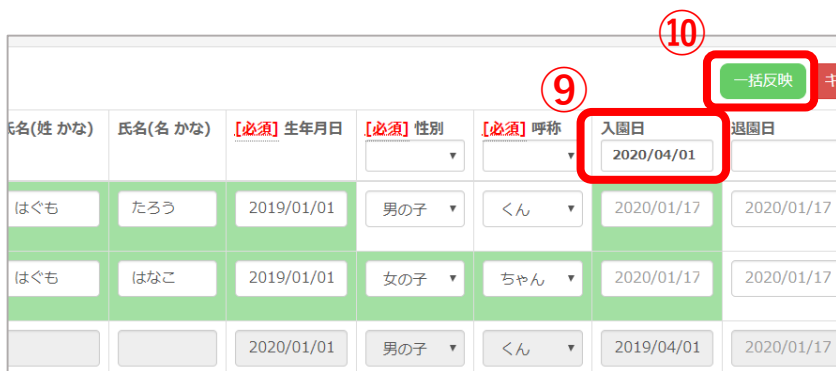 ⑩
一括反映 キ
⑨
氏名(姓 かな) 氏名(名 かな) [必須] 生年月日 [必須] 性別 [必須] 呼称 入園日 退園日
2020/04/01
はぐも たろう 2019/01/01 男の子 くん 2020/01/17 2020/01/17
はぐも はなこ 2019/01/01 女の子 ちゃん 2020/01/17 2020/01/17
2020/01/01 男の子 くん 2019/04/01 2020/01/17